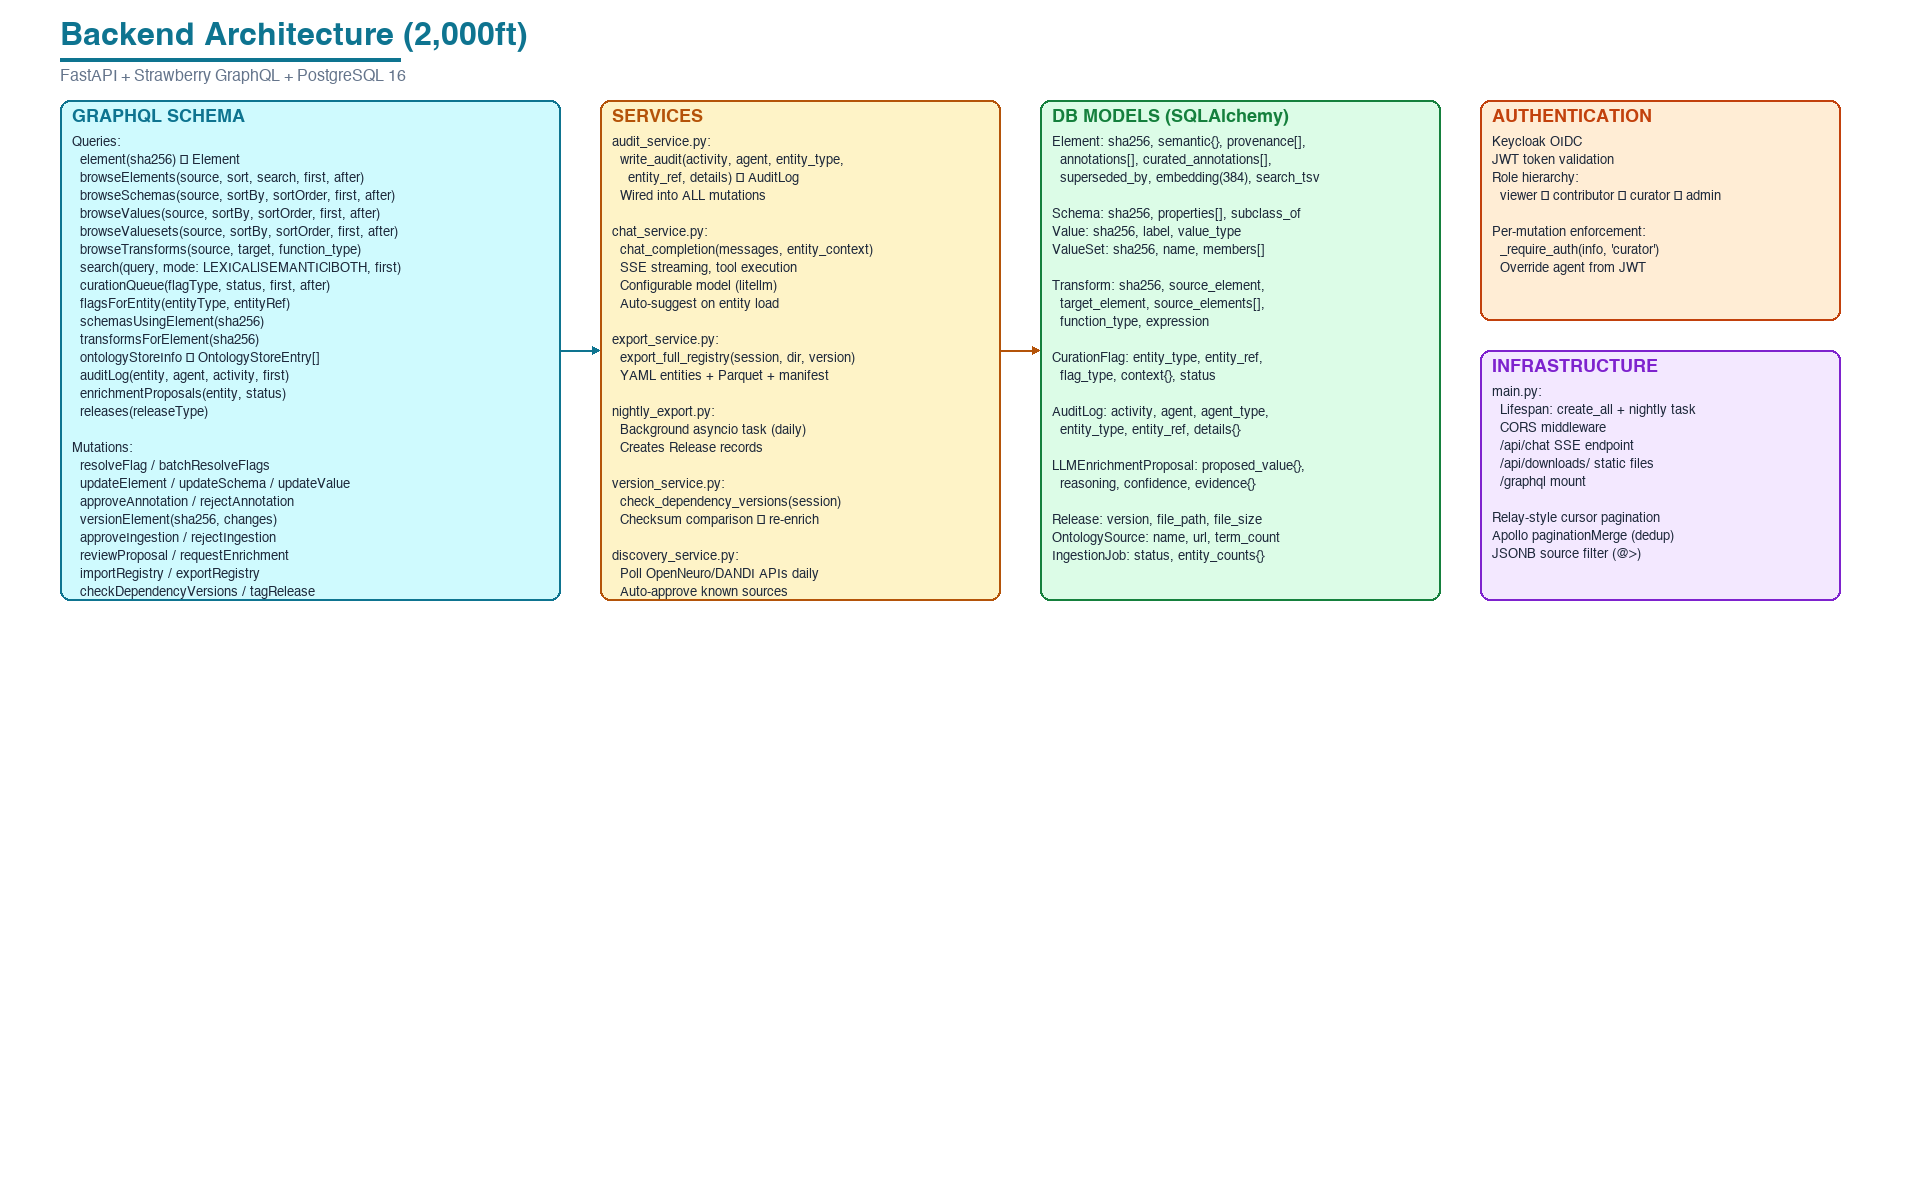 Backend Architecture (2,000ft)
FastAPI + Strawberry GraphQL + PostgreSQL 16
GRAPHQL SCHEMA
Queries:
element(sha256) □ Element
browseElements(source, sort, search, first, after)
browseSchemas(source, sortBy, sortOrder, first, after)
browseValues(source, sortBy, sortOrder, first, after)
browseValuesets(source, sortBy, sortOrder, first, after)
browseTransforms(source, target, function_type)
search(query, mode: LEXICAL|SEMANTIC|BOTH, first)
curationQueue(flagType, status, first, after)
flagsForEntity(entityType, entityRef)
schemasUsingElement(sha256)
transformsForElement(sha256)
ontologyStoreInfo □ OntologyStoreEntry[]
auditLog(entity, agent, activity, first)
enrichmentProposals(entity, status)
releases(releaseType)
Mutations:
resolveFlag / batchResolveFlags
updateElement / updateSchema / updateValue
approveAnnotation / rejectAnnotation
versionElement(sha256, changes)
approveIngestion / rejectIngestion
reviewProposal / requestEnrichment
importRegistry / exportRegistry
checkDependencyVersions / tagRelease
SERVICES
audit_service.py:
write_audit(activity, agent, entity_type,
entity_ref, details) □ AuditLog
Wired into ALL mutations
chat_service.py:
chat_completion(messages, entity_context)
SSE streaming, tool execution
Configurable model (litellm)
Auto-suggest on entity load
export_service.py:
export_full_registry(session, dir, version)
YAML entities + Parquet + manifest
nightly_export.py:
Background asyncio task (daily)
Creates Release records
version_service.py:
check_dependency_versions(session)
Checksum comparison □ re-enrich
discovery_service.py:
Poll OpenNeuro/DANDI APIs daily
Auto-approve known sources
DB MODELS (SQLAlchemy)
Element: sha256, semantic{}, provenance[],
annotations[], curated_annotations[],
superseded_by, embedding(384), search_tsv
Schema: sha256, properties[], subclass_of
Value: sha256, label, value_type
ValueSet: sha256, name, members[]
Transform: sha256, source_element,
target_element, source_elements[],
function_type, expression
CurationFlag: entity_type, entity_ref,
flag_type, context{}, status
AuditLog: activity, agent, agent_type,
entity_type, entity_ref, details{}
LLMEnrichmentProposal: proposed_value{},
reasoning, confidence, evidence{}
Release: version, file_path, file_size
OntologySource: name, url, term_count
IngestionJob: status, entity_counts{}
AUTHENTICATION
Keycloak OIDC
JWT token validation
Role hierarchy:
viewer □ contributor □ curator □ admin
Per-mutation enforcement:
_require_auth(info, 'curator')
Override agent from JWT
INFRASTRUCTURE
main.py:
Lifespan: create_all + nightly task
CORS middleware
/api/chat SSE endpoint
/api/downloads/ static files
/graphql mount
Relay-style cursor pagination
Apollo paginationMerge (dedup)
JSONB source filter (@>)